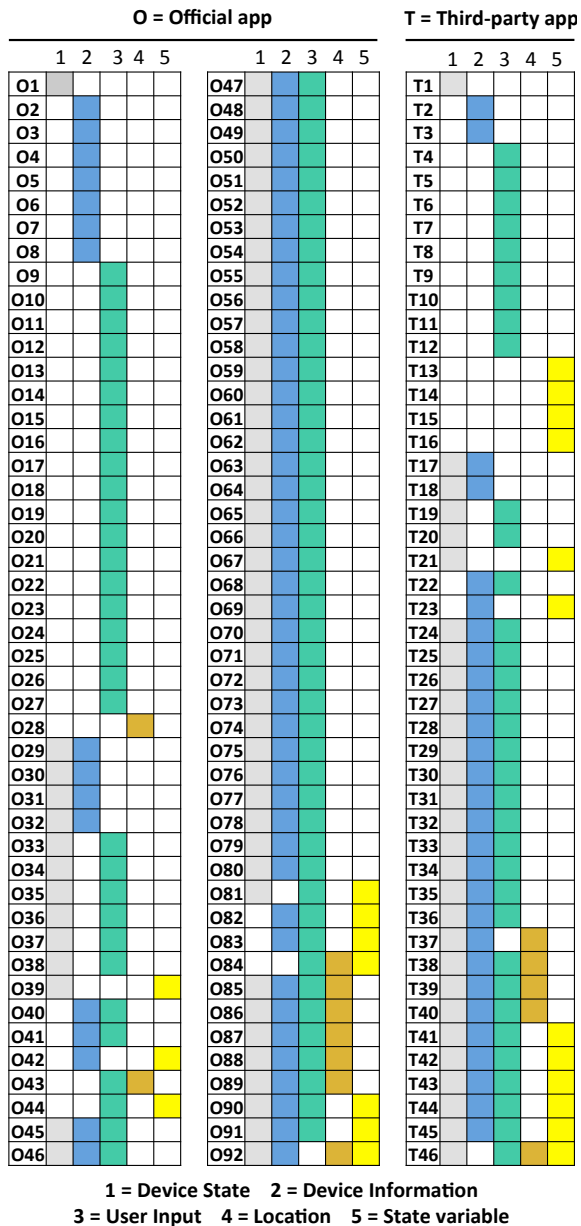 O = Official app T = Third-party app
1 2 3 4 5 1 2 3 4 5 1 2 3 4 5
O1 O47 T1
O2 O48 T2
O3 O49 T3
O4 O50 T4
O5 O51 T5
O6 O52 T6
O7 O53 T7
O8 O54 T8
O9 O55 T9
O10 O56 T10
O11 O57 T11
O12 O58 T12
O13 O59 T13
O14 O60 T14
O15 O61 T15
O16 O62 T16
O17 O63 T17
O18 O64 T18
O19 O65 T19
O20 O66 T20
O21 O67 T21
O22 O68 T22
O23 O69 T23
O24 O70 T24
O25 O71 T25
O26 O72 T26
O27 O73 T27
O28 O74 T28
O29 O75 T29
O30 O76 T30
O31 O77 T31
O32 O78 T32
O33 O79 T33
O34 O80 T34
O35 O81 T35
O36 O82 T36
O37 O83 T37
O38 O84 T38
O39 O85 T39
O40 O86 T40
O41 O87 T41
O42 O88 T42
O43 O89 T43
O44 O90 T44
O45 O91 T45
O46 O92 T46
1 = Device State 2 = Device Information
3 = User Input 4 = Location 5 = State variable